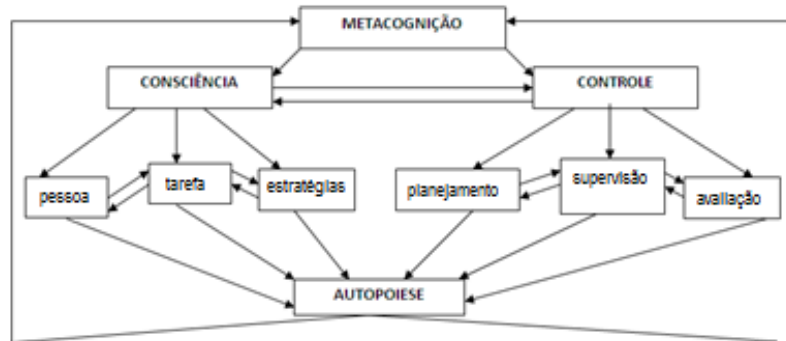 METACOGNIÇÃO
CONSCIÊNCIA
CONTROLE
pessoa
tarefa
estratégias
planejamento
supervisão
avaliação
AUTOPOIESE